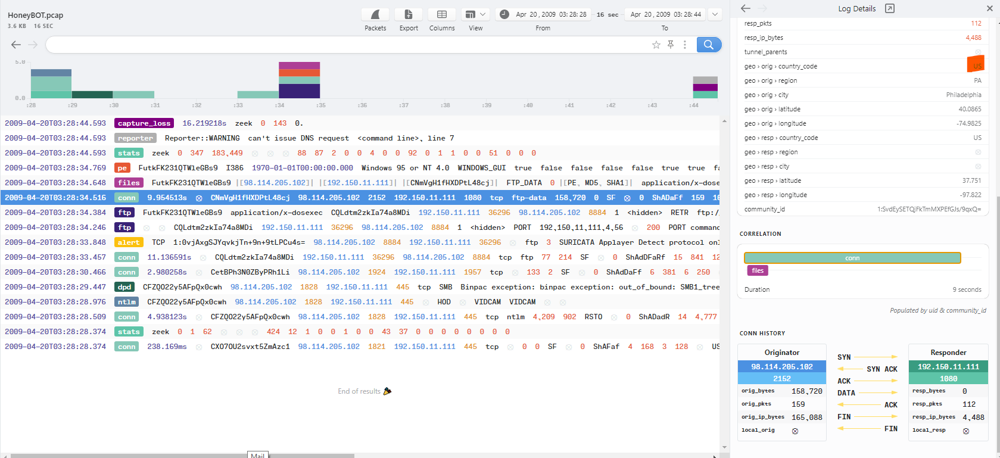 HoneyBOT.pcap
3.6 KB 16 SEC
Packets Export Columns View
Apr 20 , 2009 03: 28: 28 16 sec Apr 20 , 2009 03: 28: 44
From To
5.0
0.0
:28 :29 :30 :31 :32 :33 :34 :35 :36 :37 :38 :39 :40 :41 :42 :43 :44
2009-04-20T03:28:44.593 capture_loss 16.219218s zeek 0 143 0.
2009-04-20T03:28:44.593 reporter Reporter::WARNING can't issue DNS request <command line>, line 7
2009-04-20T03:28:44.593 stats zeek 0 347 183,449 88 87 2 0 0 4 0 0 92 0 1 1 0 0 51 0 0 0
2009-04-20T03:28:34.769 pe FutkFK231QTWleGBs9 I386 1970-01-01T00:00:00.000 Windows 95 or NT 4.0 WINDOWS_GUI true false false false false true true fa
2009-04-20T03:28:34.648 files FutkFK231QTWleGBs9 |[98.114.205.102]| |[192.150.11.111]| |[CNmVgH1fHXDPtL48cj]| FTP_DATA 0 |[PE, MD5, SHA1]| application/x-dosex
2009-04-20T03:28:34.516 conn 9.954513s CNmVgH1fHXDPtL48cj 98.114.205.102 2152 192.150.11.111 1080 tcp ftp-data 158,720 0 SF 0 ShADaFf 159 16
2009-04-20T03:28:34.384 ftp FutkFK231QTWleGBs9 application/x-dosexec CQLdtm2zkIa74a8MDi 192.150.11.111 36296 98.114.205.102 8884 1 <hidden> RETR ftp://
2009-04-20T03:28:34.246 ftp CQLdtm2zkIa74a8MDi 192.150.11.111 36296 98.114.205.102 8884 1 <hidden> PORT 192,150,11,111,4,56 200 PORT command
2009-04-20T03:28:33.848 alert TCP 1:0vjAxgSJYqvkjTn+9n+9tLPCu4s= 98.114.205.102 8884 192.150.11.111 36296 ftp 3 SURICATA Applayer Detect protocol onl
2009-04-20T03:28:33.457 conn 11.136591s CQLdtm2zkIa74a8MDi 192.150.11.111 36296 98.114.205.102 8884 tcp ftp 77 214 SF 0 ShAdDFaRf 15 841 12
2009-04-20T03:28:30.466 conn 2.980258s CetBPh3N0ZByPRh1Li 98.114.205.102 1924 192.150.11.111 1957 tcp 133 2 SF 0 ShAdDaFf 6 381 6 250
2009-04-20T03:28:29.447 dpd CFZQO22y5AFpQx0cwh 98.114.205.102 1828 192.150.11.111 445 tcp SMB Binpac exception: binpac exception: out_of_bound: SMB1_tree
2009-04-20T03:28:28.976 ntlm CFZQO22y5AFpQx0cwh 98.114.205.102 1828 192.150.11.111 445 HOD VIDCAM VIDCAM
2009-04-20T03:28:28.509 conn 4.938123s CFZQO22y5AFpQx0cwh 98.114.205.102 1828 192.150.11.111 445 tcp ntlm 4,209 902 RSTO 0 ShADadR 14 4,777
2009-04-20T03:28:28.374 stats zeek 0 1 62 424 12 1 0 0 1 0 0 43 37 0 0 0 0 0 0 0 0
2009-04-20T03:28:28.374 conn 238.169ms CXO7OU2svxt5ZmAzc1 98.114.205.102 1821 192.150.11.111 445 tcp 0 0 SF 0 ShAFaf 4 168 3 128 US
End of results
Mail
Log Details
resp_pkts 112
resp_ip_bytes 4,488
tunnel_parents
geo › orig › country_code US
geo › orig › region PA
geo › orig › city Philadelphia
geo › orig › latitude 40.0865
geo › orig › longitude -74.9825
geo › resp › country_code US
geo › resp › region
geo › resp › city
geo › resp › latitude 37.751
geo › resp › longitude -97.822
community_id 1:SvdEySETQjFkTmMXPEfGJs/9qxQ=
CORRELATION
conn
files
Duration 9 seconds
Populated by uid & community_id
CONN HISTORY
Originator
98.114.205.102
2152
orig_bytes 158,720
orig_pkts 159
orig_ip_bytes 165,088
local_orig
SYN
SYN ACK
ACK
DATA
ACK
FIN
FIN
Responder
192.150.11.111
1080
resp_bytes 0
resp_pkts 112
resp_ip_bytes 4,488
local_resp